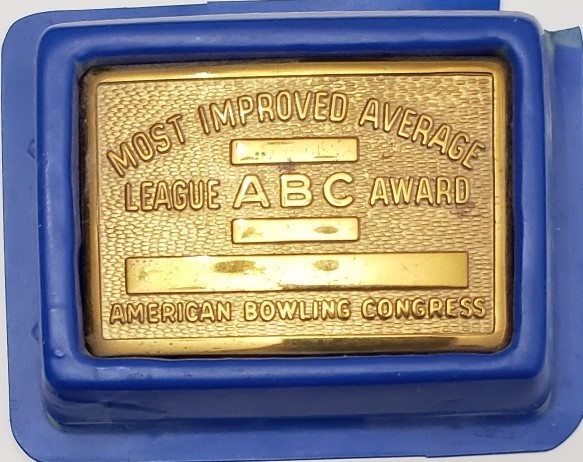 MOST IMPROVED AVERAGE
LEAGUE ABC AWARD
AMERICAN BOWLING CONGRESS